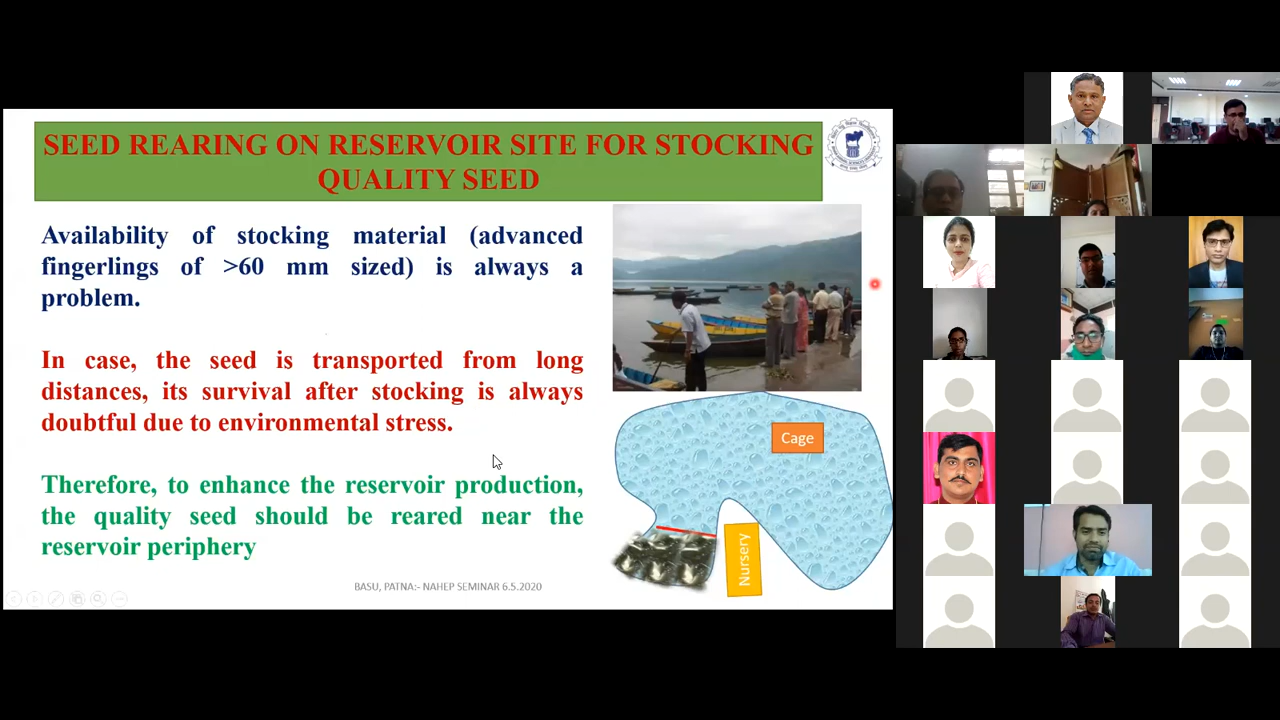 SEED REARING ON RESERVOIR SITE FOR STOCKING
QUALITY SEED
Availability of stocking material (advanced
fingerlings of >60 mm sized) is always a
problem.
In case, the seed is transported from long
distances, its survival after stocking is always
doubtful due to environmental stress.
Therefore, to enhance the reservoir production,
the quality seed should be reared near the
reservoir periphery
Cage
Nursery
BASU, PATNA:- NAHEP SEMINAR 6.5.2020